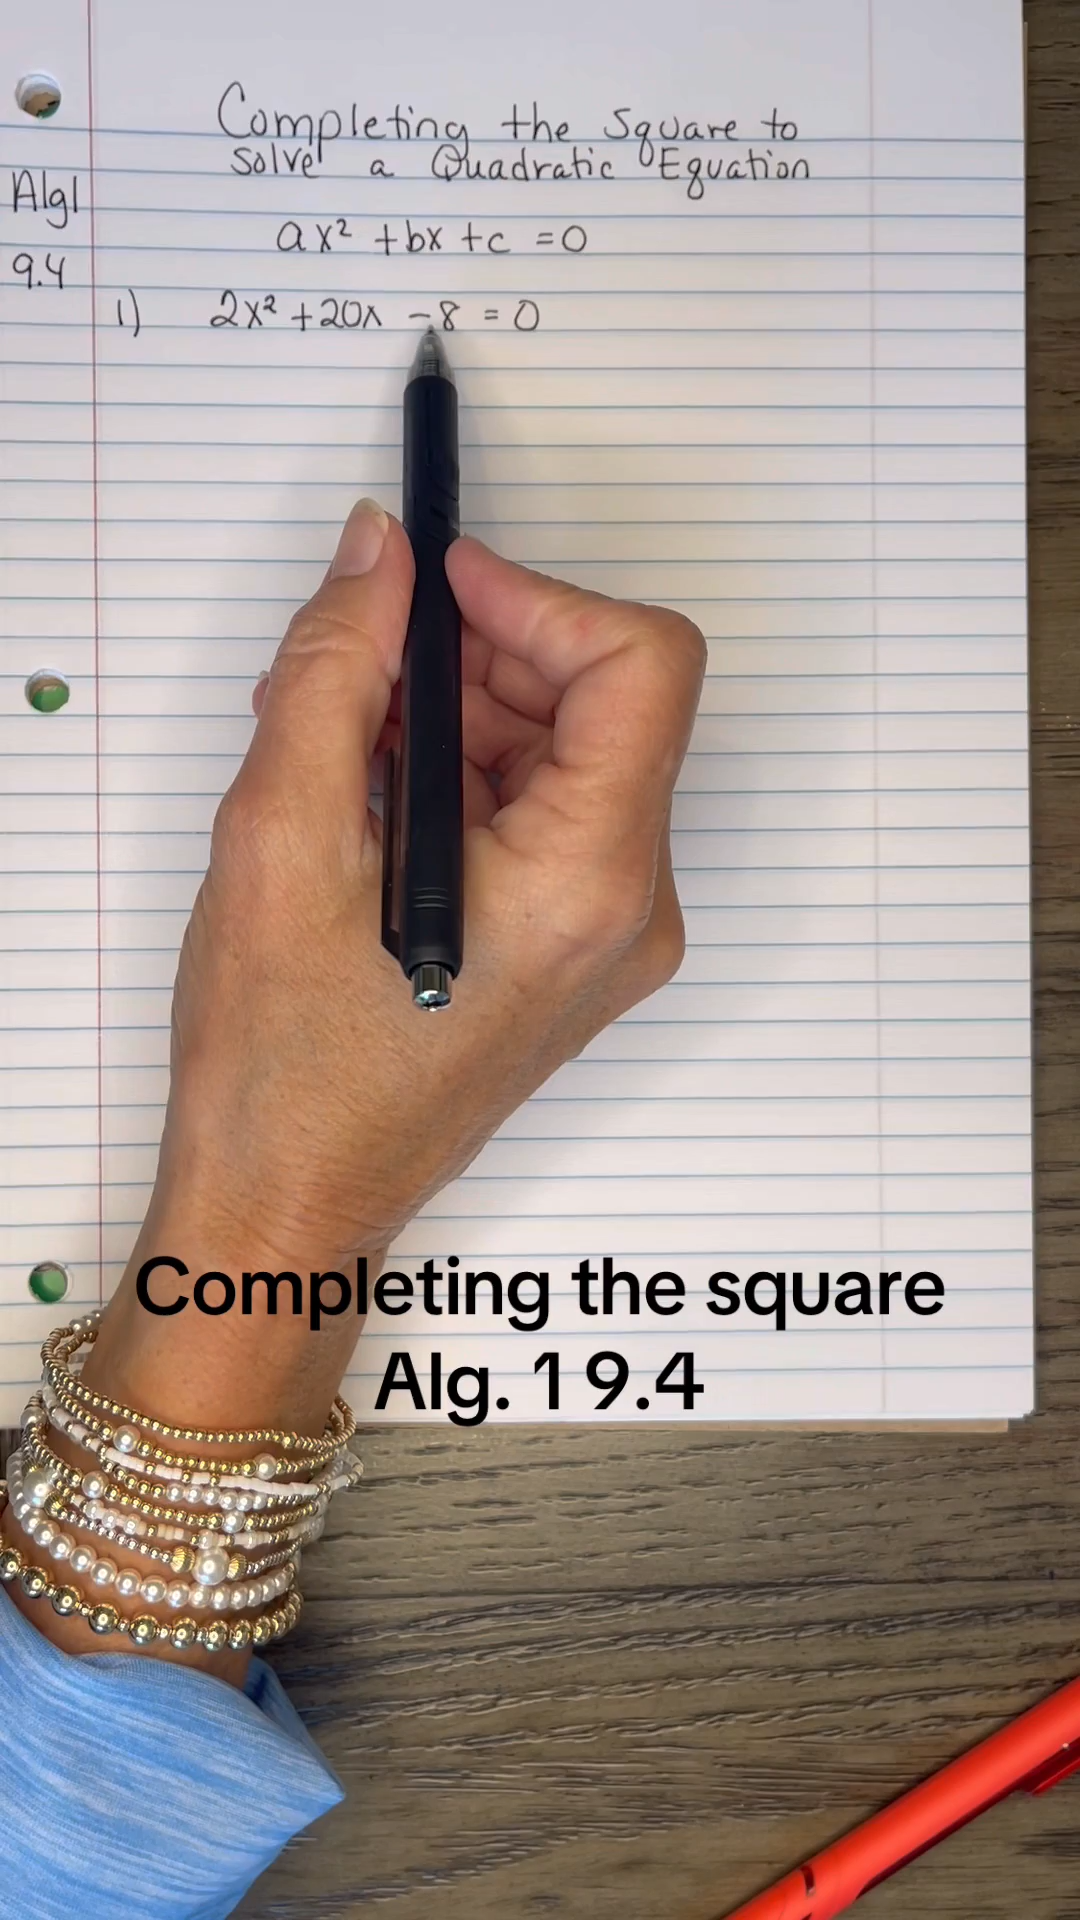 Completing the Square to
solve a Quadratic Equation
Alg1
ax² + bx + c = 0
9.4
1) 2x² + 20x - 8 = 0
Completing the square
Alg. 1 9.4